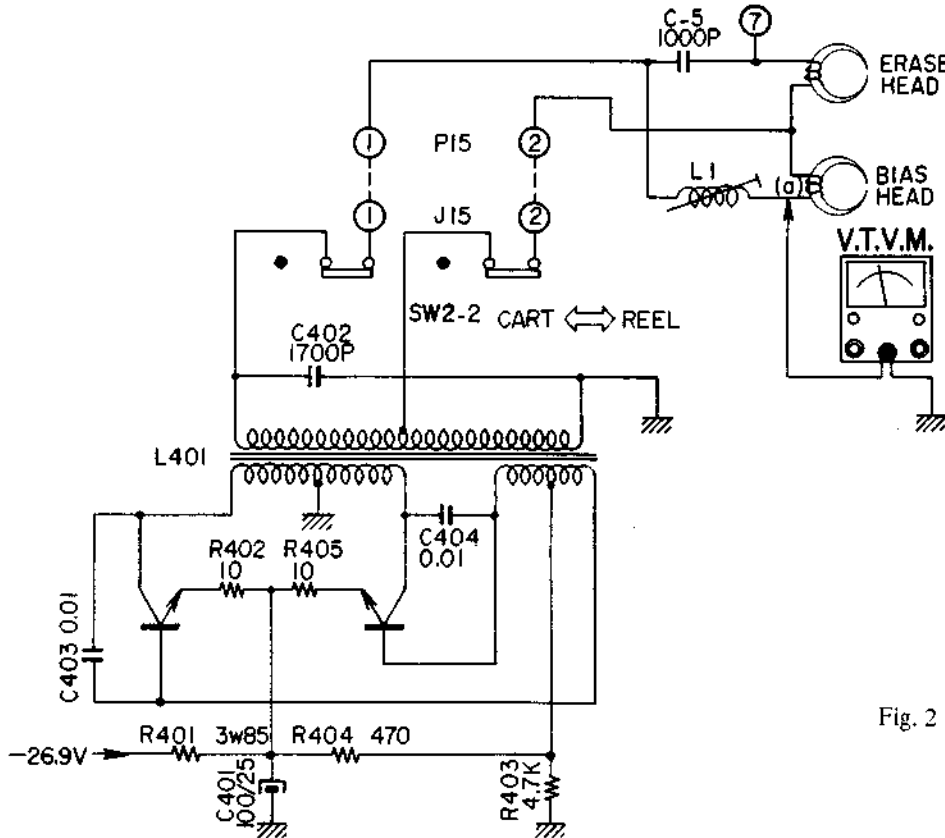 C-5
1000P
7
ERASE
HEAD
1
P15
2
L1
(a)
BIAS
HEAD
1
J15
2
V.T.V.M.
SW2-2
CART
REEL
C402
1700P
L401
C404
0.01
R402
10
R405
10
C403 0.01
Fig. 2
R401
3W85
R404
470
-26.9V
C401
100/25
R403
4.7K